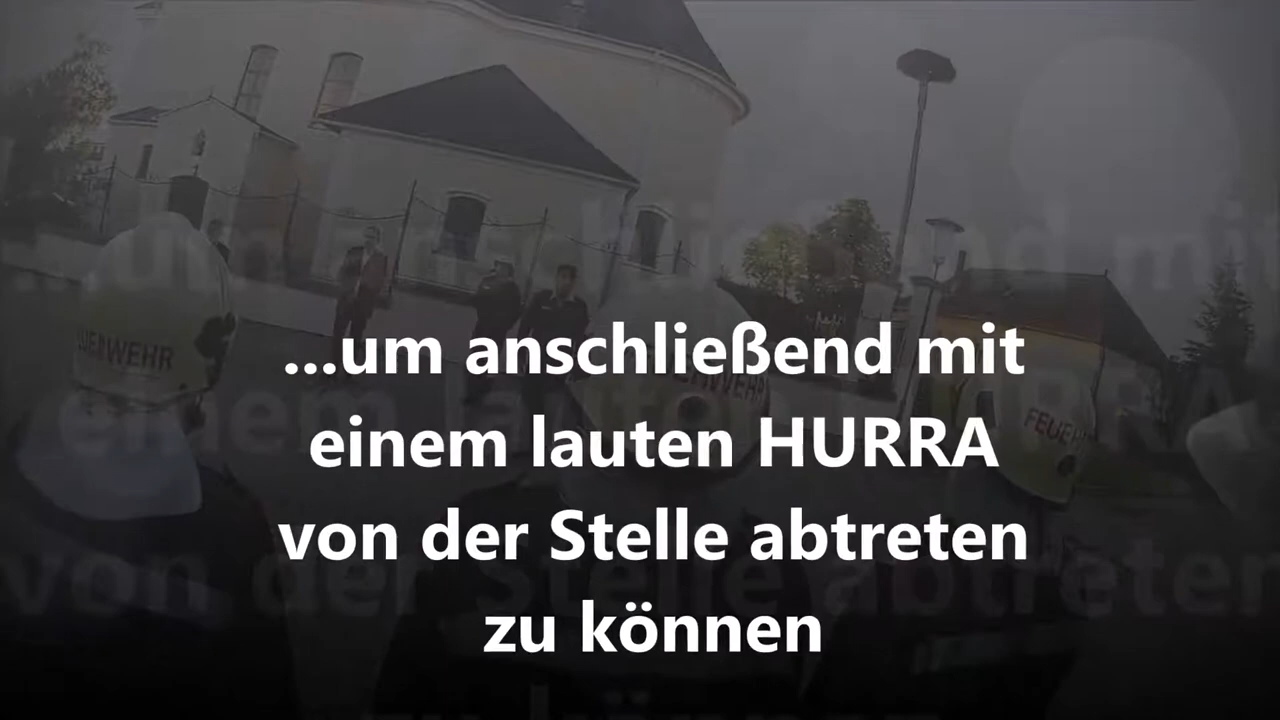 ...um anschließend mit
einem lauten HURRA
von der Stelle abtreten
zu können